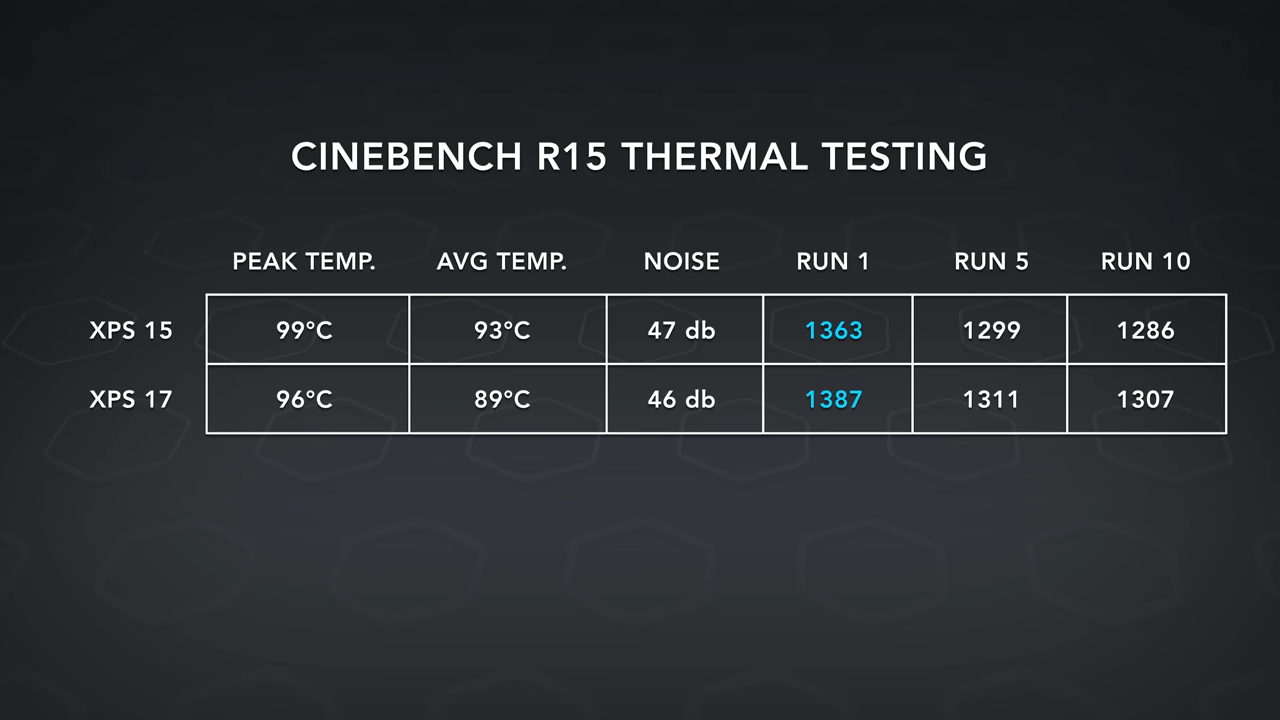 CINEBENCH R15 THERMAL TESTING
PEAK TEMP. AVG TEMP. NOISE RUN 1 RUN 5 RUN 10
XPS 15 99°C 93°C 47 db 1363 1299 1286
XPS 17 96°C 89°C 46 db 1387 1311 1307